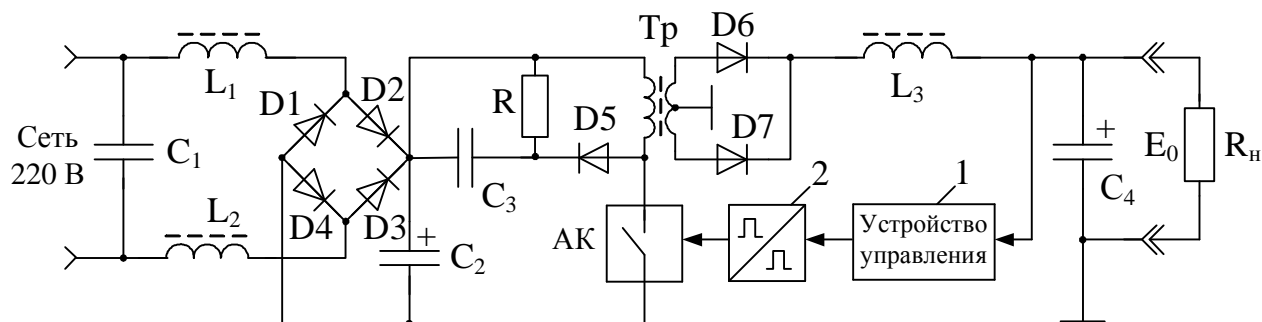 Сеть
220 В
C1
L1
L2
D1
D2
D4
D3
C2
C3
R
D5
Тр
D6
D7
АК
2
1
Устройство
управления
L3
+
+
C4
E0
Rн